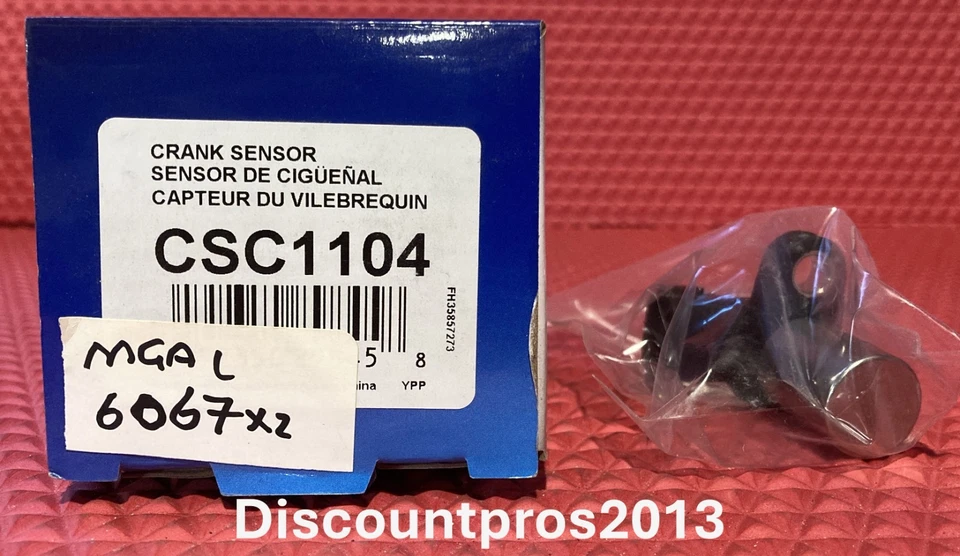 CRANK SENSOR
SENSOR DE CIGÜEÑAL
CAPTEUR DU VILEBREQUIN
CSC1104
FH35857273
5 8
YPP
MGA L
6067x2
Discountpros2013